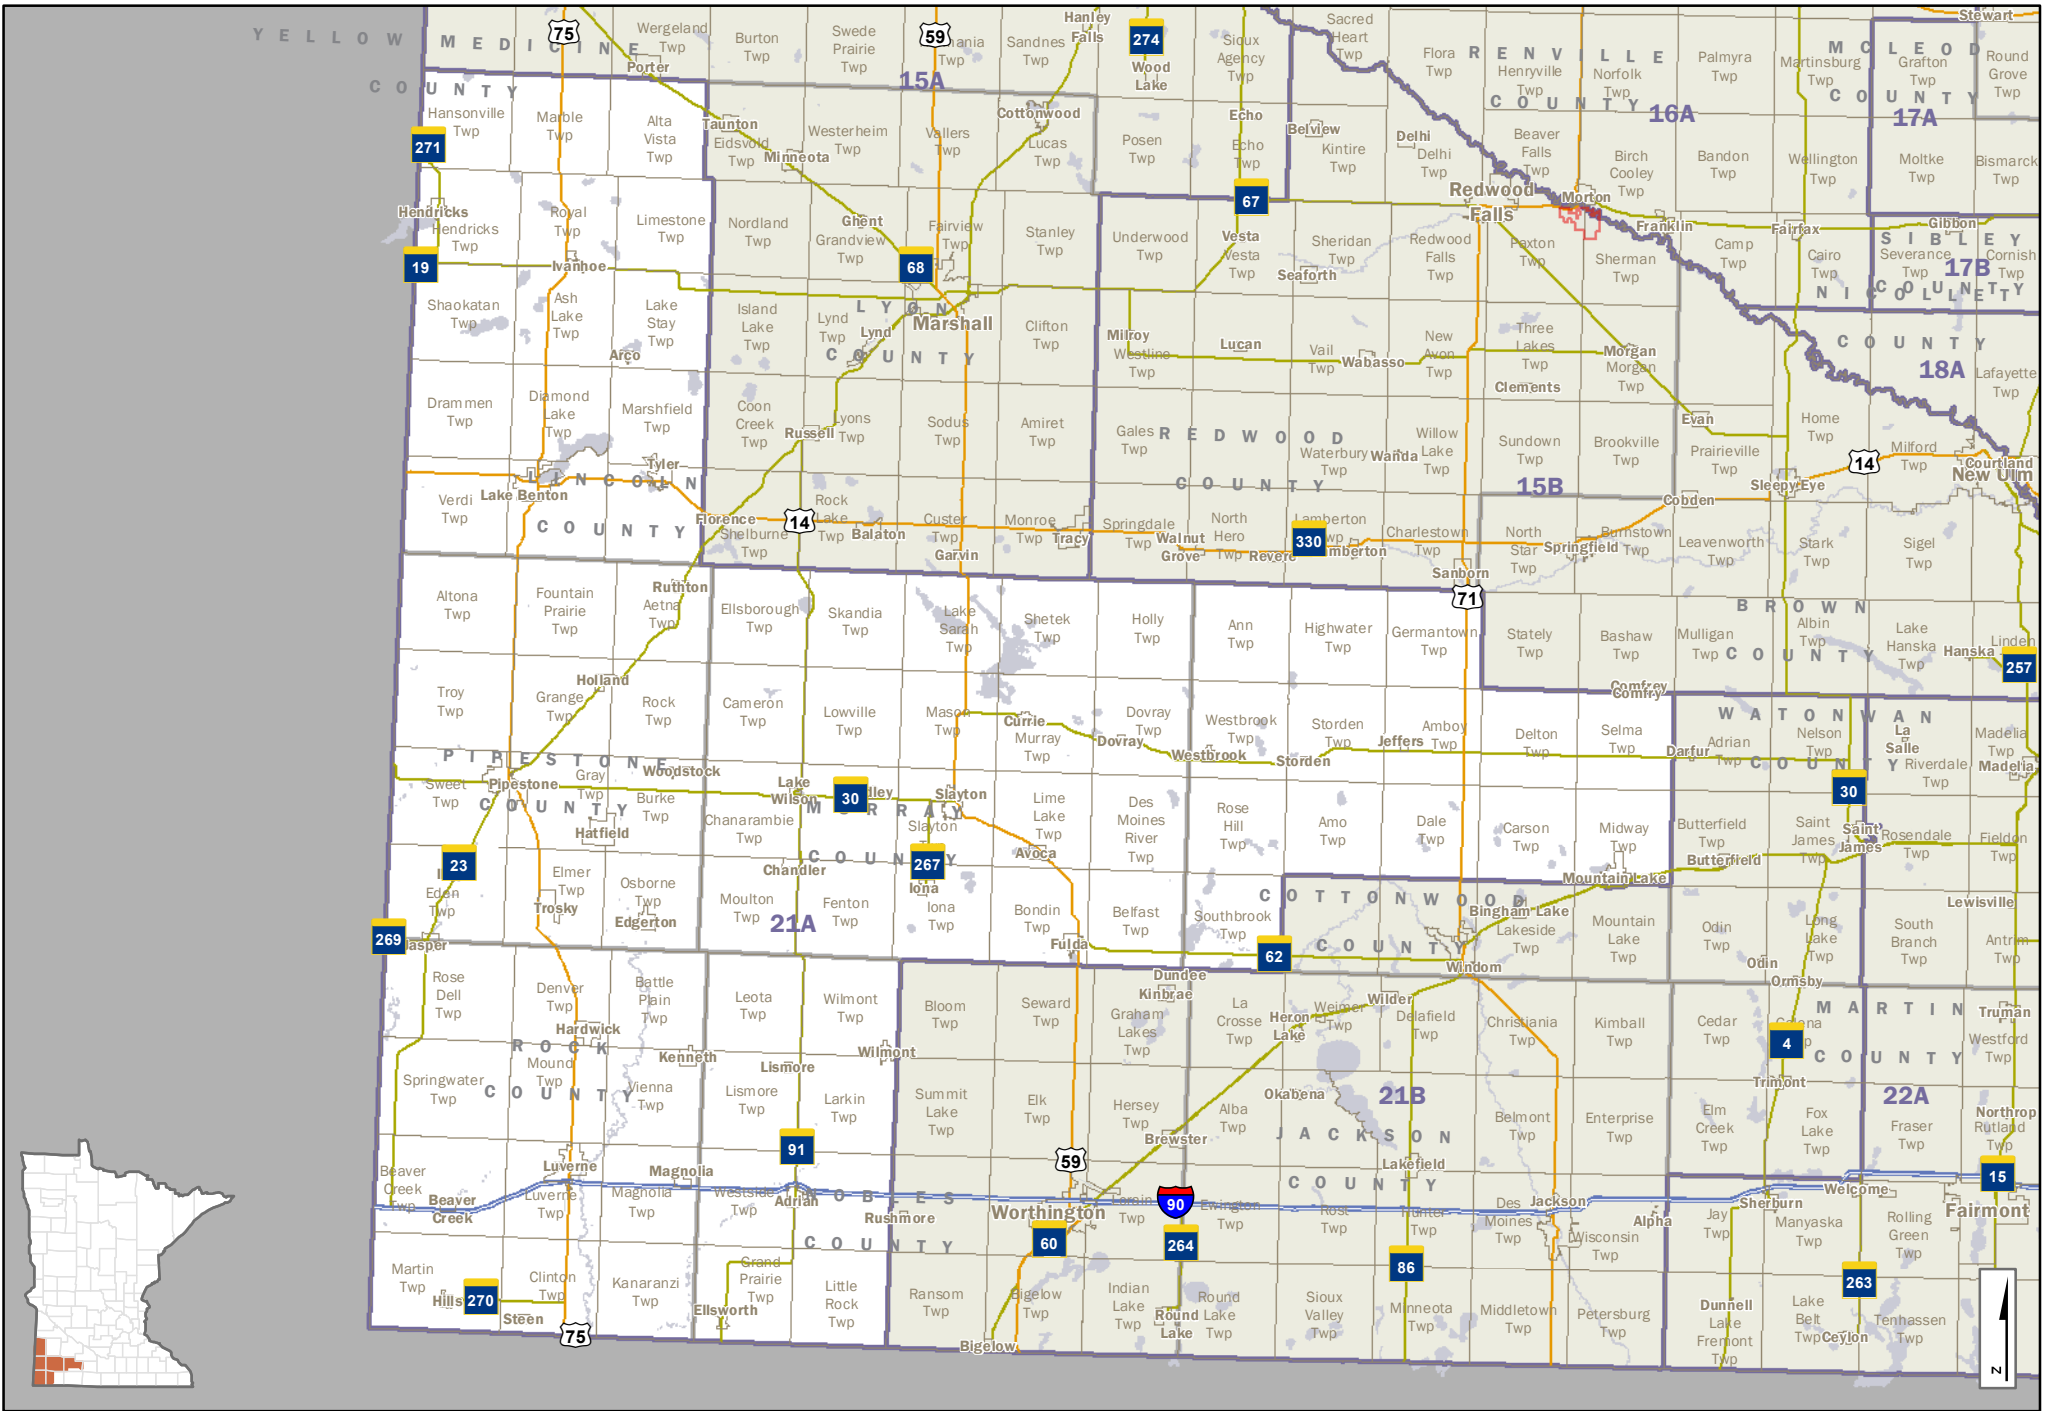 YELLOW MEDICINE
COUNTY
75
Wergeland
Twp
Porter
Burton
Twp
Swede
Prairie
Twp
59
Sandnes
Twp
Hanley
Falls
274
Wood
Lake
Sioux
Agency
Twp
Sacred
Heart
Twp
Flora
Twp
RENVILLE
COUNTY
Henryville
Twp
Norfolk
Twp
Palmyra
Twp
Martinsburg
Twp
MCLEOD
COUNTY
Grafton
Twp
Stewart
Round
Grove
Twp
15A
16A
17A
Hansonville
Twp
Marble
Twp
Alta
Vista
Twp
271
Taunton
Eidsvold
Twp
Minneota
Westerheim
Twp
Vallers
Twp
Cottonwood
Lucas
Twp
Posen
Twp
Echo
Echo
Twp
Belview
Kintire
Twp
Delhi
Delhi
Twp
Beaver
Falls
Twp
Birch
Cooley
Twp
Bandon
Twp
Wellington
Twp
Moltke
Twp
Bismarck
Twp
Hendricks
Hendricks
Twp
Royal
Twp
Limestone
Twp
Nordland
Twp
Ghent
Grandview
Twp
Fairview
Twp
Stanley
Twp
Underwood
Twp
67
Vesta
Vesta
Twp
Sheridan
Twp
Seaforth
Redwood
Falls
Redwood
Falls
Twp
Paxton
Twp
Morton
Sherman
Twp
Franklin
Camp
Twp
Fairfax
Cairo
Twp
Gibbon
SIBLEY
COUNTY
Severance
Twp
17B
Cornish
Twp
NICOLLET
COUNTY
19
Ivanhoe
68
Shaokatan
Twp
Ash
Lake
Twp
Lake
Stay
Twp
Arco
Island
Lake
Twp
Lynd
Twp
Lynd
LYON
COUNTY
Marshall
Clifton
Twp
Milroy
Westline
Twp
Lucan
Vail
Twp
Wabasso
New
Avon
Twp
Three
Lakes
Twp
Morgan
Morgan
Twp
Clements
18A
Lafayette
Twp
Drammen
Twp
Diamond
Lake
Twp
Marshfield
Twp
Coon
Creek
Twp
Russell
Lyons
Twp
Sodus
Twp
Amiret
Twp
Gales
Twp
REDWOOD
COUNTY
Waterbury
Twp
Wanda
Willow
Lake
Twp
Sundown
Twp
Brookville
Twp
Evan
Prairieville
Twp
Home
Twp
14
Milford
Twp
Courtland
New Ulm
Verdi
Twp
Lake Benton
Tyler
LINCOLN
COUNTY
Florence
Shelburne
Twp
14
Rock
Lake
Twp
Balaton
Custer
Twp
Garvin
Monroe
Twp
Tracy
Springdale
Twp
Walnut
Grove
North
Hero
Twp
Revere
330
Lamberton
Charlestown
Twp
15B
Sanborn
North
Star
Twp
Springfield
Burnstown
Twp
Cobden
Leavenworth
Twp
Sleepy Eye
Stark
Twp
Sigel
Twp
Altona
Twp
Fountain
Prairie
Twp
Ruthton
Aetna
Twp
Ellsborough
Twp
Skandia
Twp
Lake
Sarah
Twp
Shetek
Twp
Holly
Twp
Ann
Twp
Highwater
Twp
Germantown
Twp
71
Stately
Twp
Bashaw
Twp
Mulligan
Twp
BROWN
COUNTY
Albin
Twp
Lake
Hanska
Twp
Hanska
Linden
257
Comfrey
Comfry
Troy
Twp
Grange
Twp
Holland
Rock
Twp
Cameron
Twp
Lowville
Twp
Mason
Twp
Currie
Murray
Twp
Dovray
Twp
Dovray
Westbrook
Twp
Westbrook
Storden
Twp
Storden
Jeffers
Amboy
Twp
Delton
Twp
Selma
Twp
Darfur
Adrian
Twp
WATONWAN
COUNTY
Nelson
Twp
La
Salle
Riverdale
Twp
Madelia
Twp
Madelia
PIPESTONE
COUNTY
Sweet
Twp
Pipestone
Gray
Twp
Woodstock
Burke
Twp
Hatfield
Lake
Wilson
30
MURRAY
COUNTY
Chanarambie
Twp
Slayton
Slayton
Twp
Lime
Lake
Twp
Des
Moines
River
Twp
Rose
Hill
Twp
Amo
Twp
Dale
Twp
Carson
Twp
Midway
Twp
Butterfield
Twp
Butterfield
Saint
James
Twp
30
Saint
James
Rosendale
Twp
Fieldon
Twp
23
Eden
Twp
Elmer
Twp
Trosky
Osborne
Twp
Edgerton
Chandler
Moulton
Twp
21A
Fenton
Twp
267
Iona
Iona
Twp
Avoca
Bondin
Twp
Fulda
Belfast
Twp
Southbrook
Twp
COTTONWOOD
COUNTY
62
Mountain Lake
Bingham Lake
Lakeside
Twp
Windom
Mountain
Lake
Twp
Odin
Twp
Odin
Long
Lake
Twp
Ormsby
South
Branch
Twp
Lewisville
Antrim
Twp
269
Jasper
Rose
Dell
Twp
Denver
Twp
Hardwick
Battle
Plain
Twp
Leota
Twp
Wilmont
Twp
Bloom
Twp
Seward
Twp
Dundee
Kinbrae
Graham
Lakes
Twp
La
Crosse
Twp
Heron
Lake
Weimer
Twp
Wilder
Delafield
Twp
Christiania
Twp
Kimball
Twp
Cedar
Twp
4
MARTIN
COUNTY
Truman
Westford
Twp
ROCK
COUNTY
Springwater
Twp
Mound
Twp
Vienna
Twp
Kenneth
Lismore
Lismore
Twp
Wilmont
Larkin
Twp
Summit
Lake
Twp
Elk
Twp
Hersey
Twp
Brewster
Alba
Twp
Okabena
21B
Belmont
Twp
Enterprise
Twp
Elm
Creek
Twp
Trimont
Fox
Lake
Twp
22A
Fraser
Twp
Northrop
Rutland
Twp
JACKSON
COUNTY
Beaver
Creek
Twp
Beaver
Creek
Luverne
Luverne
Twp
Magnolia
Magnolia
Twp
91
Westside
Twp
Adrian
NOBLES
COUNTY
Rushmore
59
Worthington
60
Lorain
Twp
90
264
Ewington
Twp
Rost
Twp
Lakefield
Hunter
Twp
86
Des
Moines
Twp
Jackson
Wisconsin
Twp
Alpha
Jay
Twp
Sherburn
Manyaska
Twp
Welcome
Rolling
Green
Twp
15
Fairmont
Martin
Twp
Hills
270
Steen
Clinton
Twp
75
Kanaranzi
Twp
Grand
Prairie
Twp
Ellsworth
Little
Rock
Twp
Ransom
Twp
Bigelow
Twp
Bigelow
Indian
Lake
Twp
Round
Lake
Round
Lake
Twp
Sioux
Valley
Twp
Minneota
Twp
Middletown
Twp
Petersburg
Twp
Dunnell
Lake
Fremont
Twp
Lake
Belt
Twp
263
Ceylon
Tenhassen
Twp
N